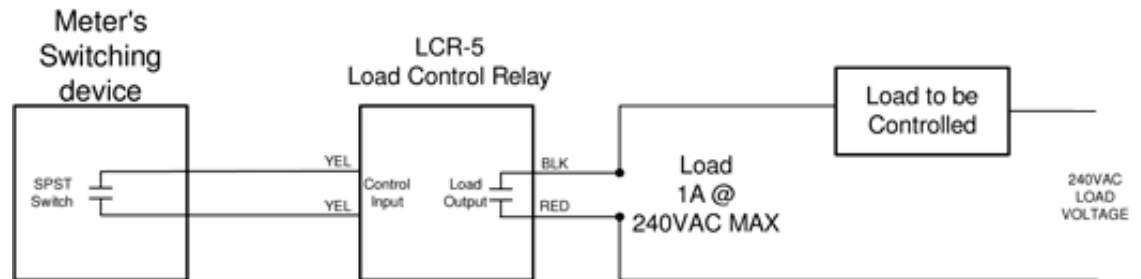 Meter's
Switching
device
LCR-5
Load Control Relay
Load to be
Controlled
SPST
Switch
YEL
YEL
Control
Input
Load
Output
BLK
RED
Load
1A @
240VAC MAX
240VAC
LOAD
VOLTAGE